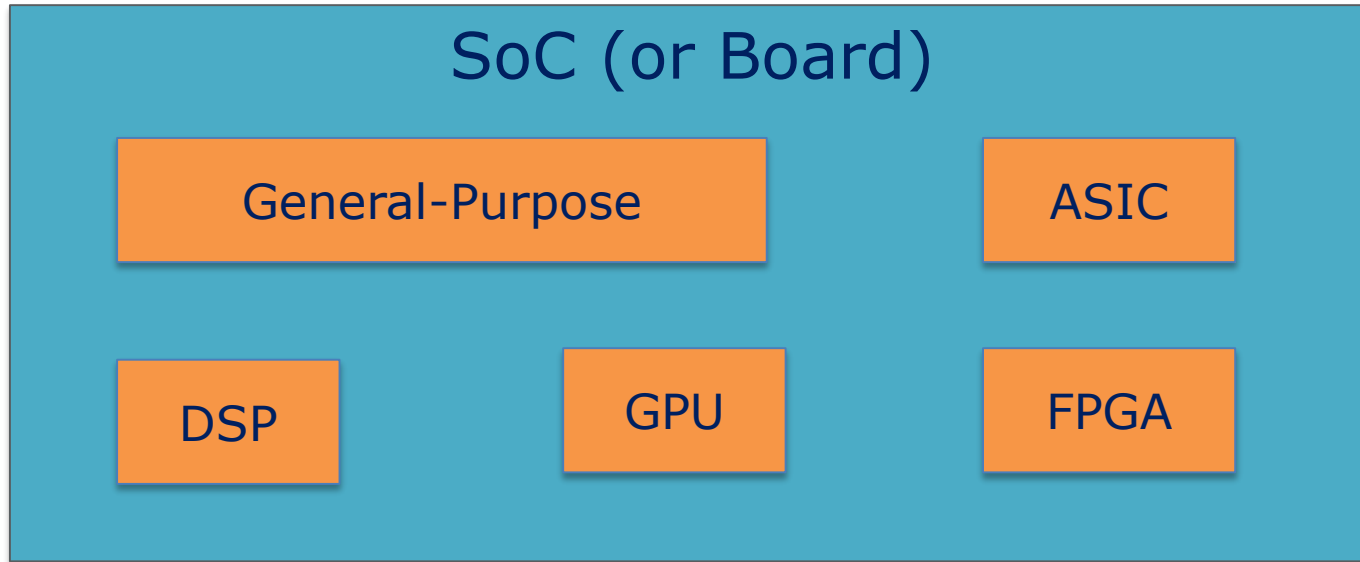 SoC (or Board)
General-Purpose
ASIC
DSP
GPU
FPGA